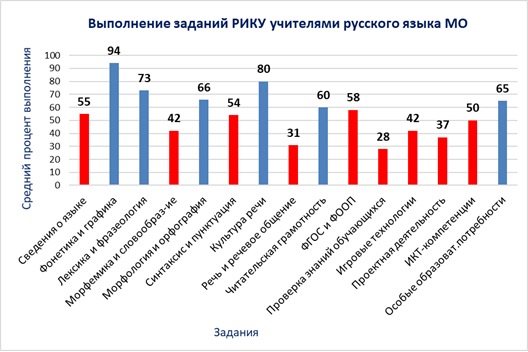 Выполнение заданий РИКУ учителями русского языка МО
Средний процент выполнения
100
90
80
70
60
50
40
30
20
10
0
55
94
73
42
66
54
80
31
60
58
28
42
37
50
65
Сведения о языке
Фонетика и графика
Лексика и фразеология
Морфемика и словообраз-ие
Морфология и орфография
Синтаксис и пунктуация
Культура речи
Речь и речевое общение
Читательская грамотность
ФГОС и ФООП
Проверка знаний обучающихся
Игровые технологии
Проектная деятельность
ИКТ-компетенции
Особые образоват.потребности
Задания